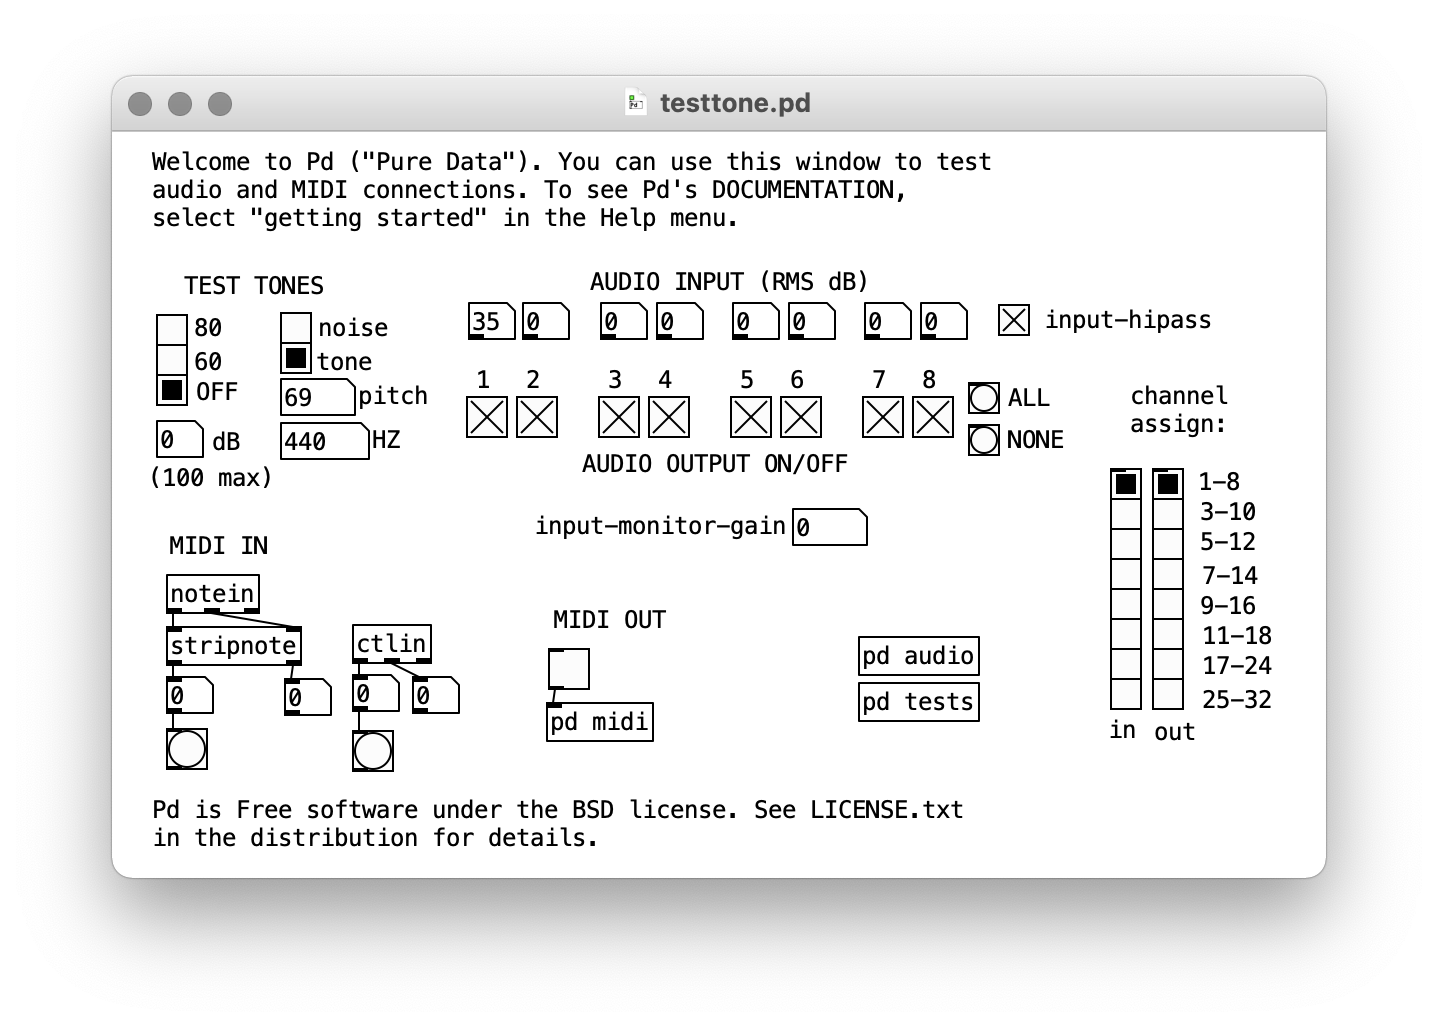 testtone.pd
Welcome to Pd ("Pure Data"). You can use this window to test
audio and MIDI connections. To see Pd's DOCUMENTATION,
select "getting started" in the Help menu.
TEST TONES
80
60
OFF
0 dB
(100 max)
noise
tone
69 pitch
440 HZ
AUDIO INPUT (RMS dB)
35 0 0 0 0 0 0 0
input-hipass
1 2 3 4 5 6 7 8
ALL
NONE
AUDIO OUTPUT ON/OFF
input-monitor-gain 0
channel
assign:
1-8
3-10
5-12
7-14
9-16
11-18
17-24
25-32
in out
MIDI IN
notein
stripnote
0 0
ctlin
0 0
MIDI OUT
pd midi
pd audio
pd tests
Pd is Free software under the BSD license. See LICENSE.txt
in the distribution for details.